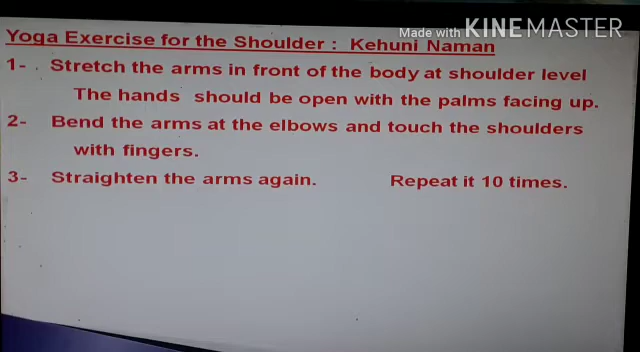 Made with KINEMASTER
Yoga Exercise for the Shoulder : Kehuni Naman
1- Stretch the arms in front of the body at shoulder level
The hands should be open with the palms facing up.
2- Bend the arms at the elbows and touch the shoulders
with fingers.
3- Straighten the arms again. Repeat it 10 times.